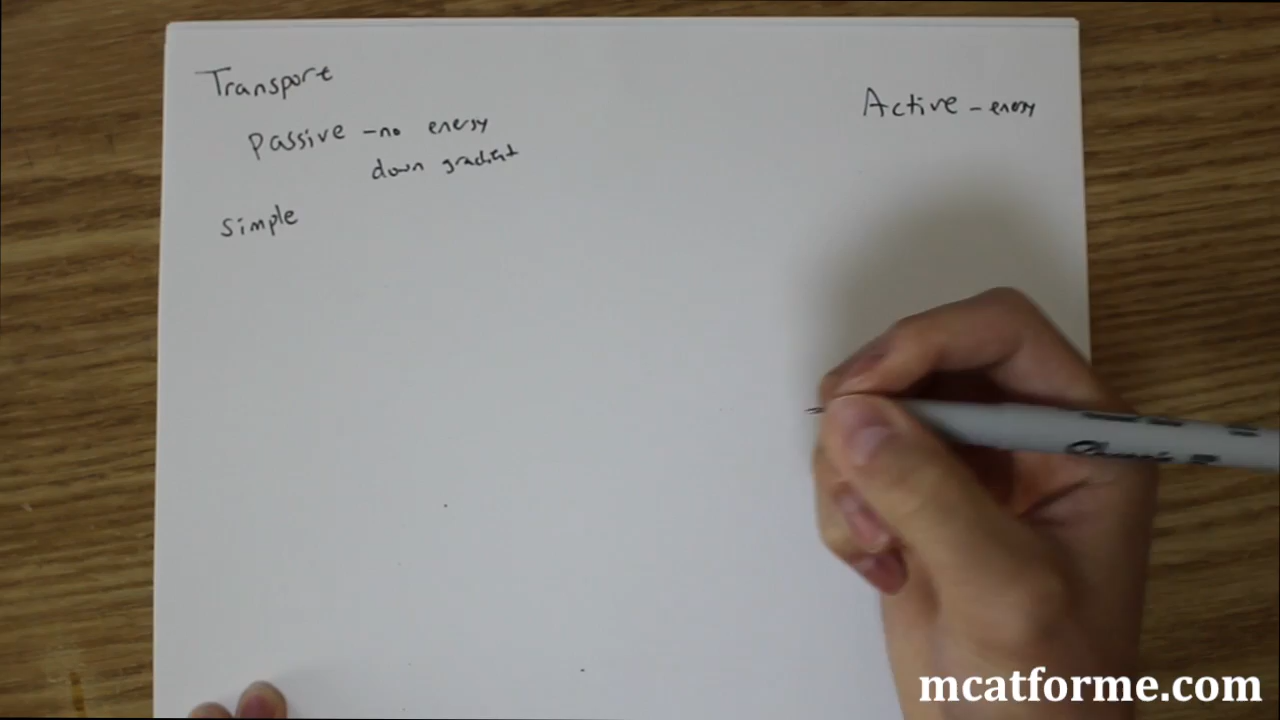 Transport
Passive - no energy
down gradient
Simple
Active - energy
mcatforme.com